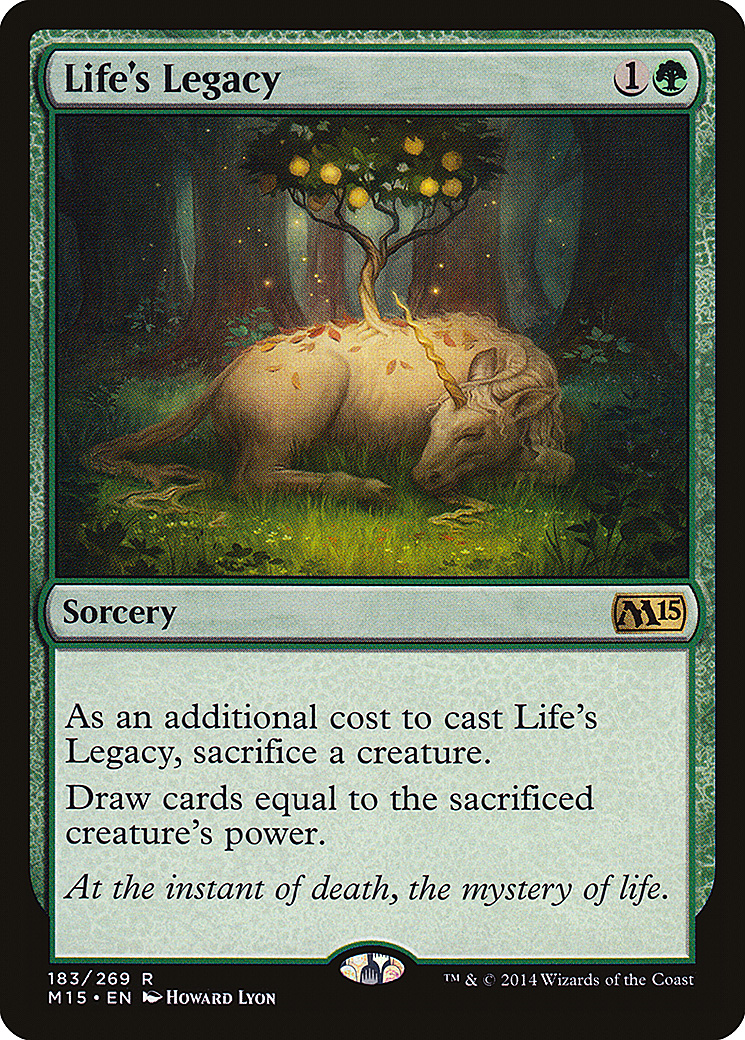 Life's Legacy 1
Sorcery M15
As an additional cost to cast Life's
Legacy, sacrifice a creature.
Draw cards equal to the sacrificed
creature's power.
At the instant of death, the mystery of life.
183/269 R ™ & © 2014 Wizards of the Coast
M15 • EN Howard Lyon